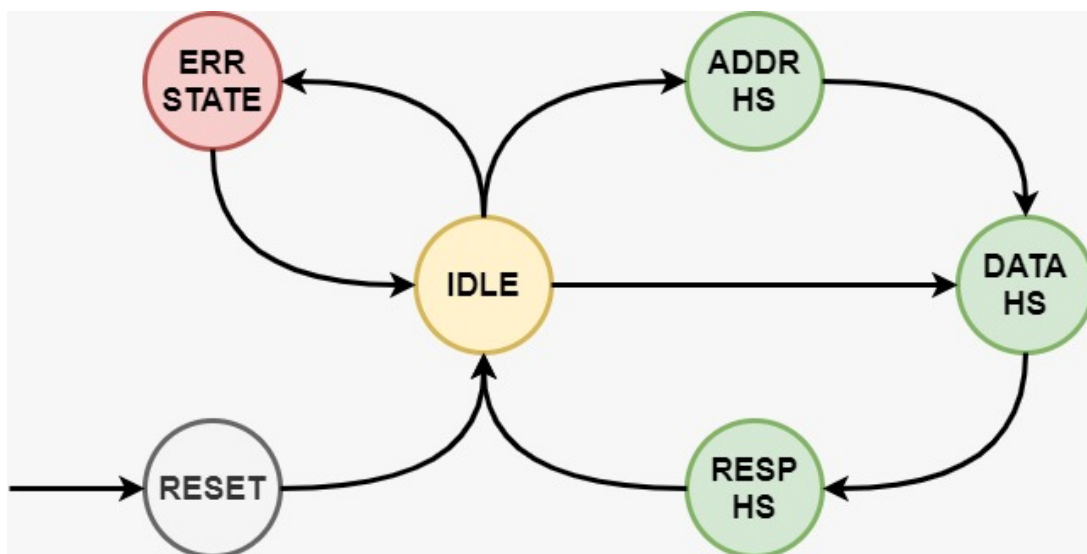 ERR
STATE
ADDR
HS
IDLE
DATA
HS
RESET
RESP
HS